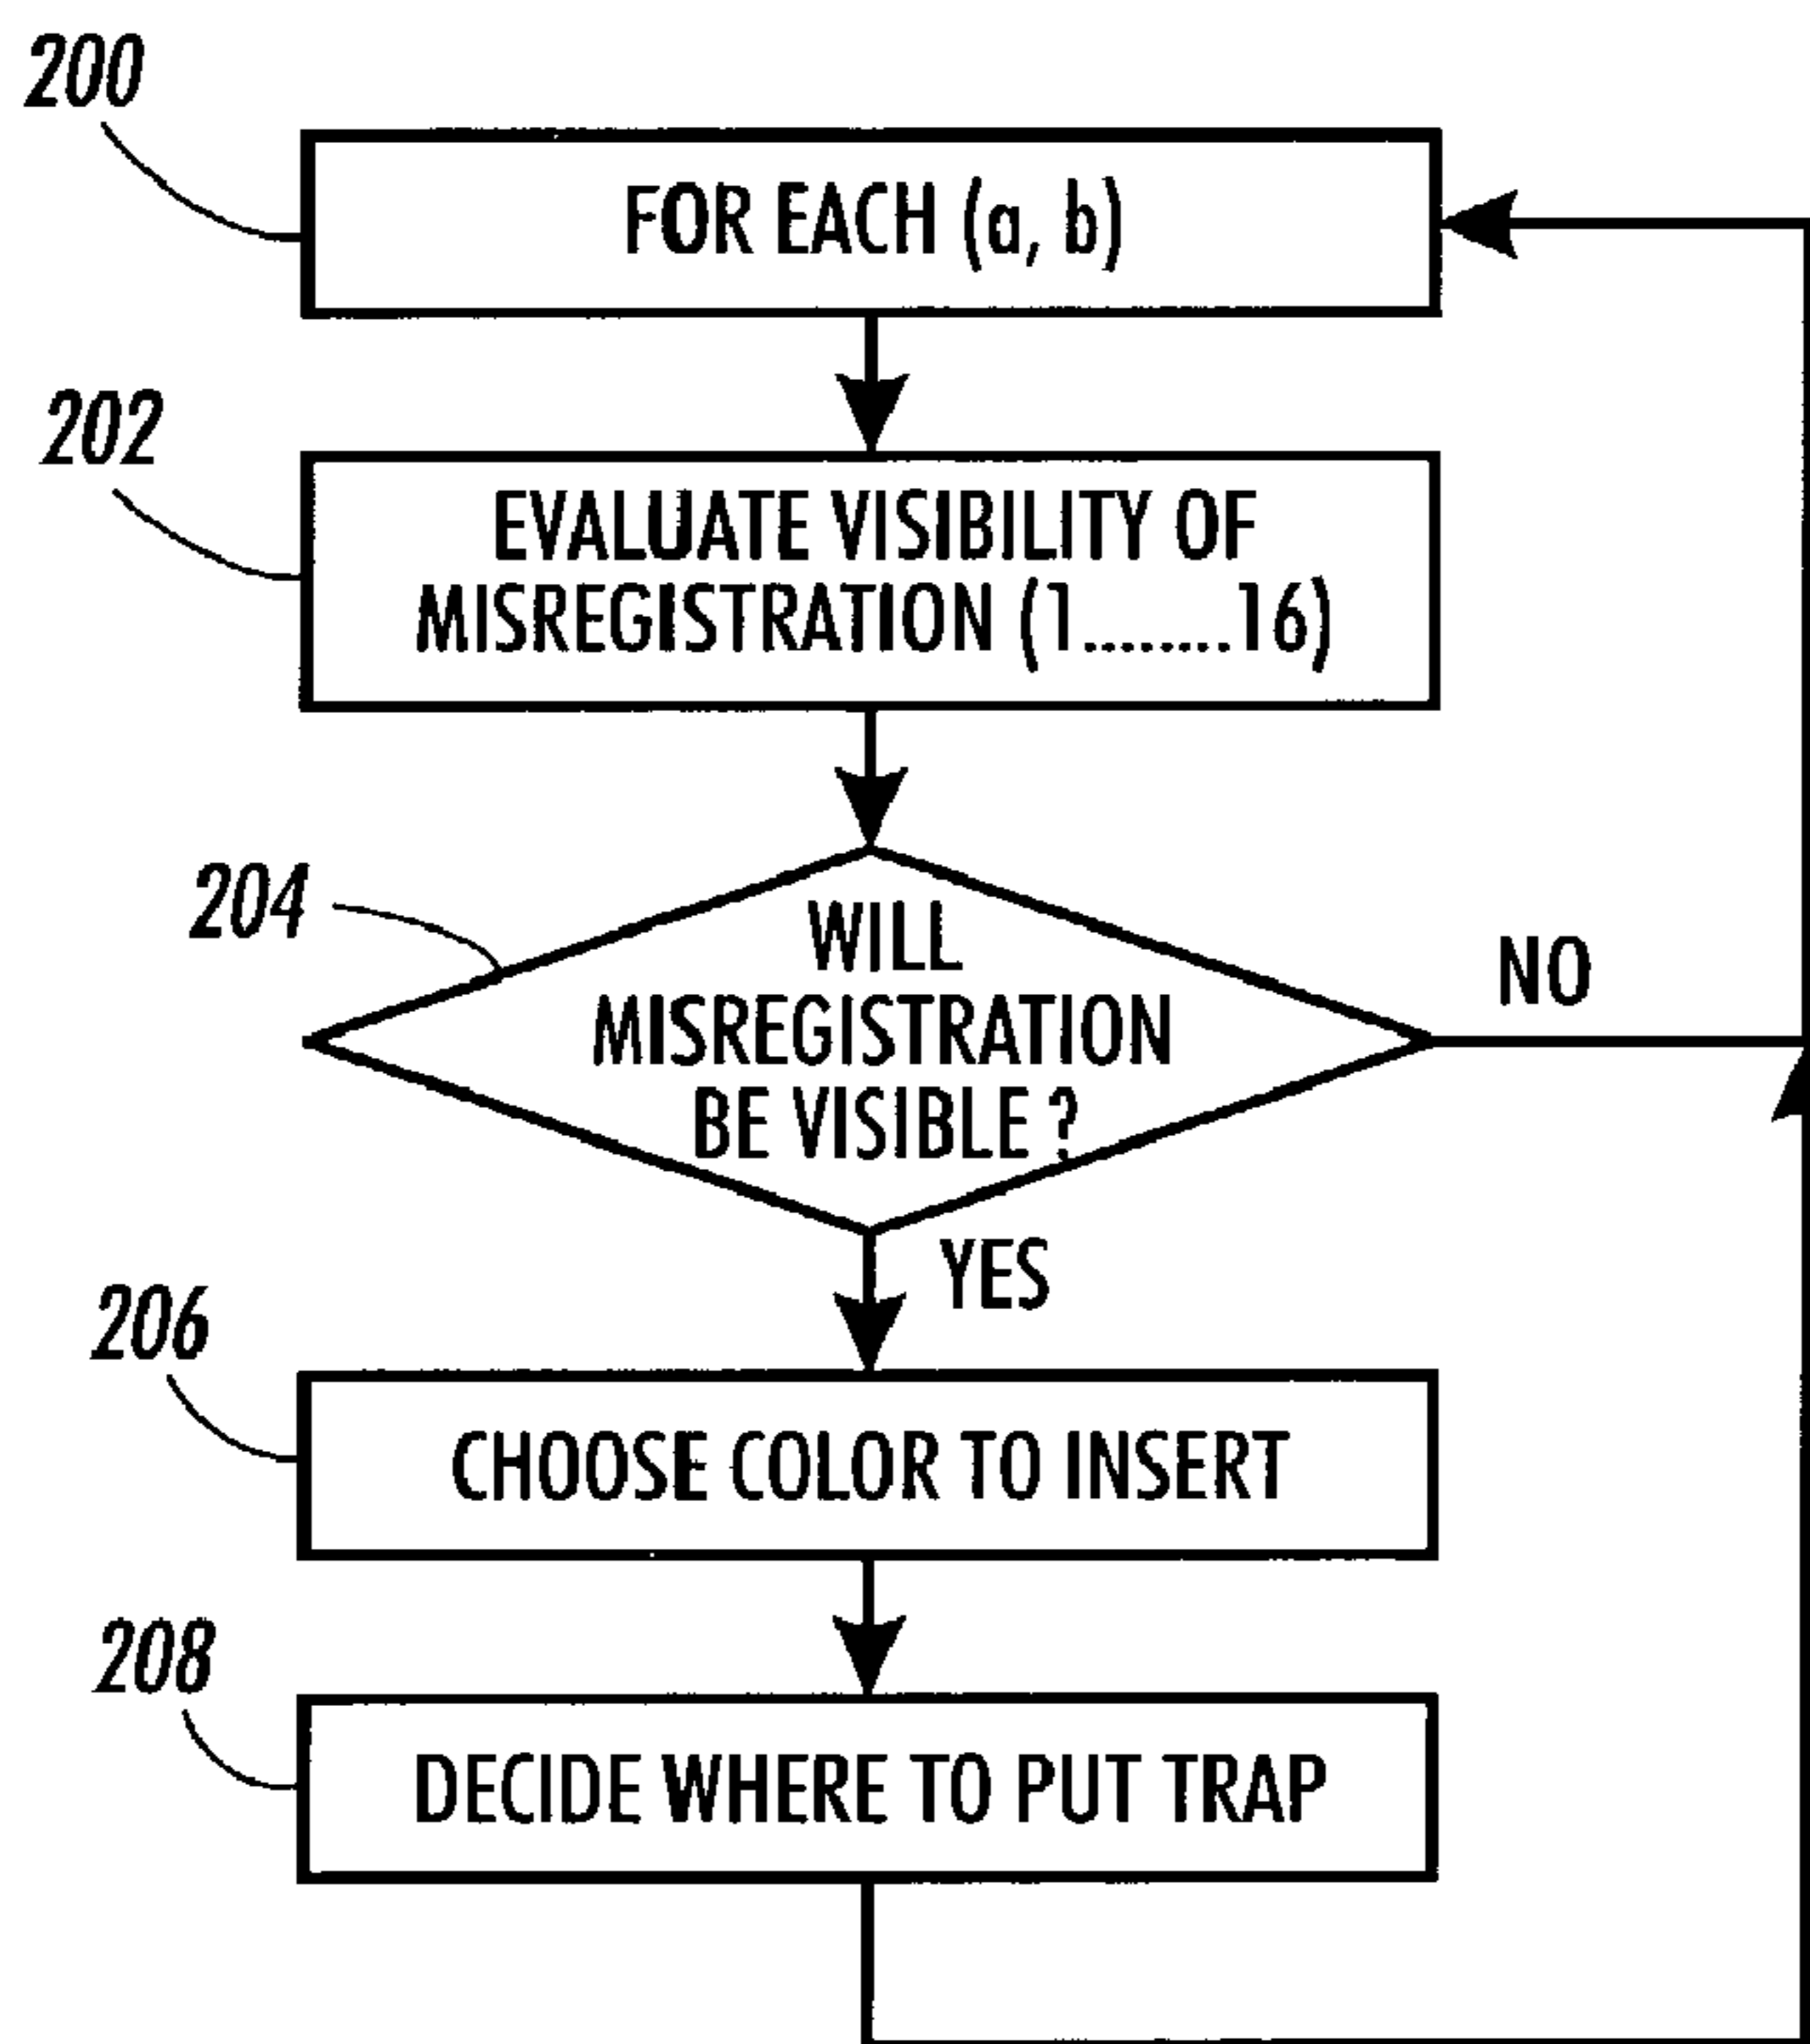 200
FOR EACH (a, b)
202
EVALUATE VISIBILITY OF
MISREGISTRATION (1........16)
204
WILL
MISREGISTRATION
BE VISIBLE ?
NO
YES
206
CHOOSE COLOR TO INSERT
208
DECIDE WHERE TO PUT TRAP